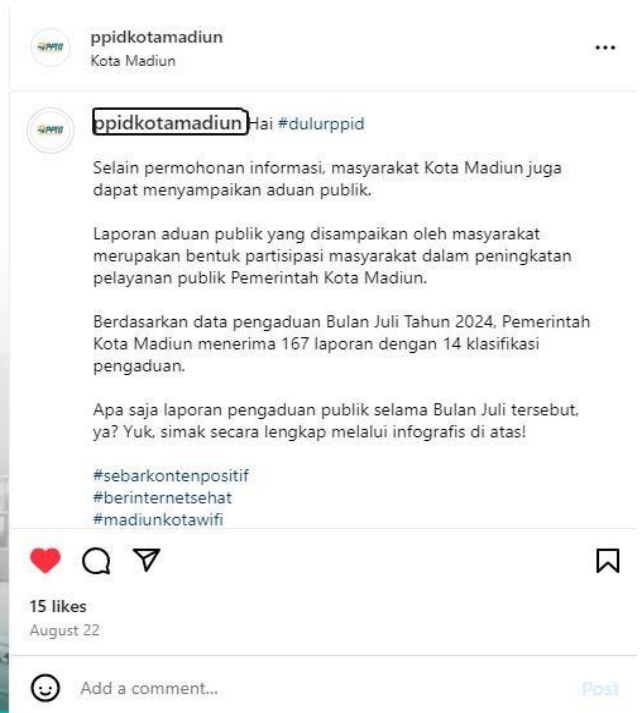 ppidkotamadiun
Kota Madiun
ppidkotamadiun Hai #dulurppid
Selain permohonan informasi, masyarakat Kota Madiun juga
dapat menyampaikan aduan publik.
Laporan aduan publik yang disampaikan oleh masyarakat
merupakan bentuk partisipasi masyarakat dalam peningkatan
pelayanan publik Pemerintah Kota Madiun.
Berdasarkan data pengaduan Bulan Juli Tahun 2024, Pemerintah
Kota Madiun menerima 167 laporan dengan 14 klasifikasi
pengaduan.
Apa saja laporan pengaduan publik selama Bulan Juli tersebut,
ya? Yuk, simak secara lengkap melalui infografis di atas!
#sebarkontenpositif
#berinternetsehat
#madiunkotawifi
15 likes
August 22
Add a comment...
Post